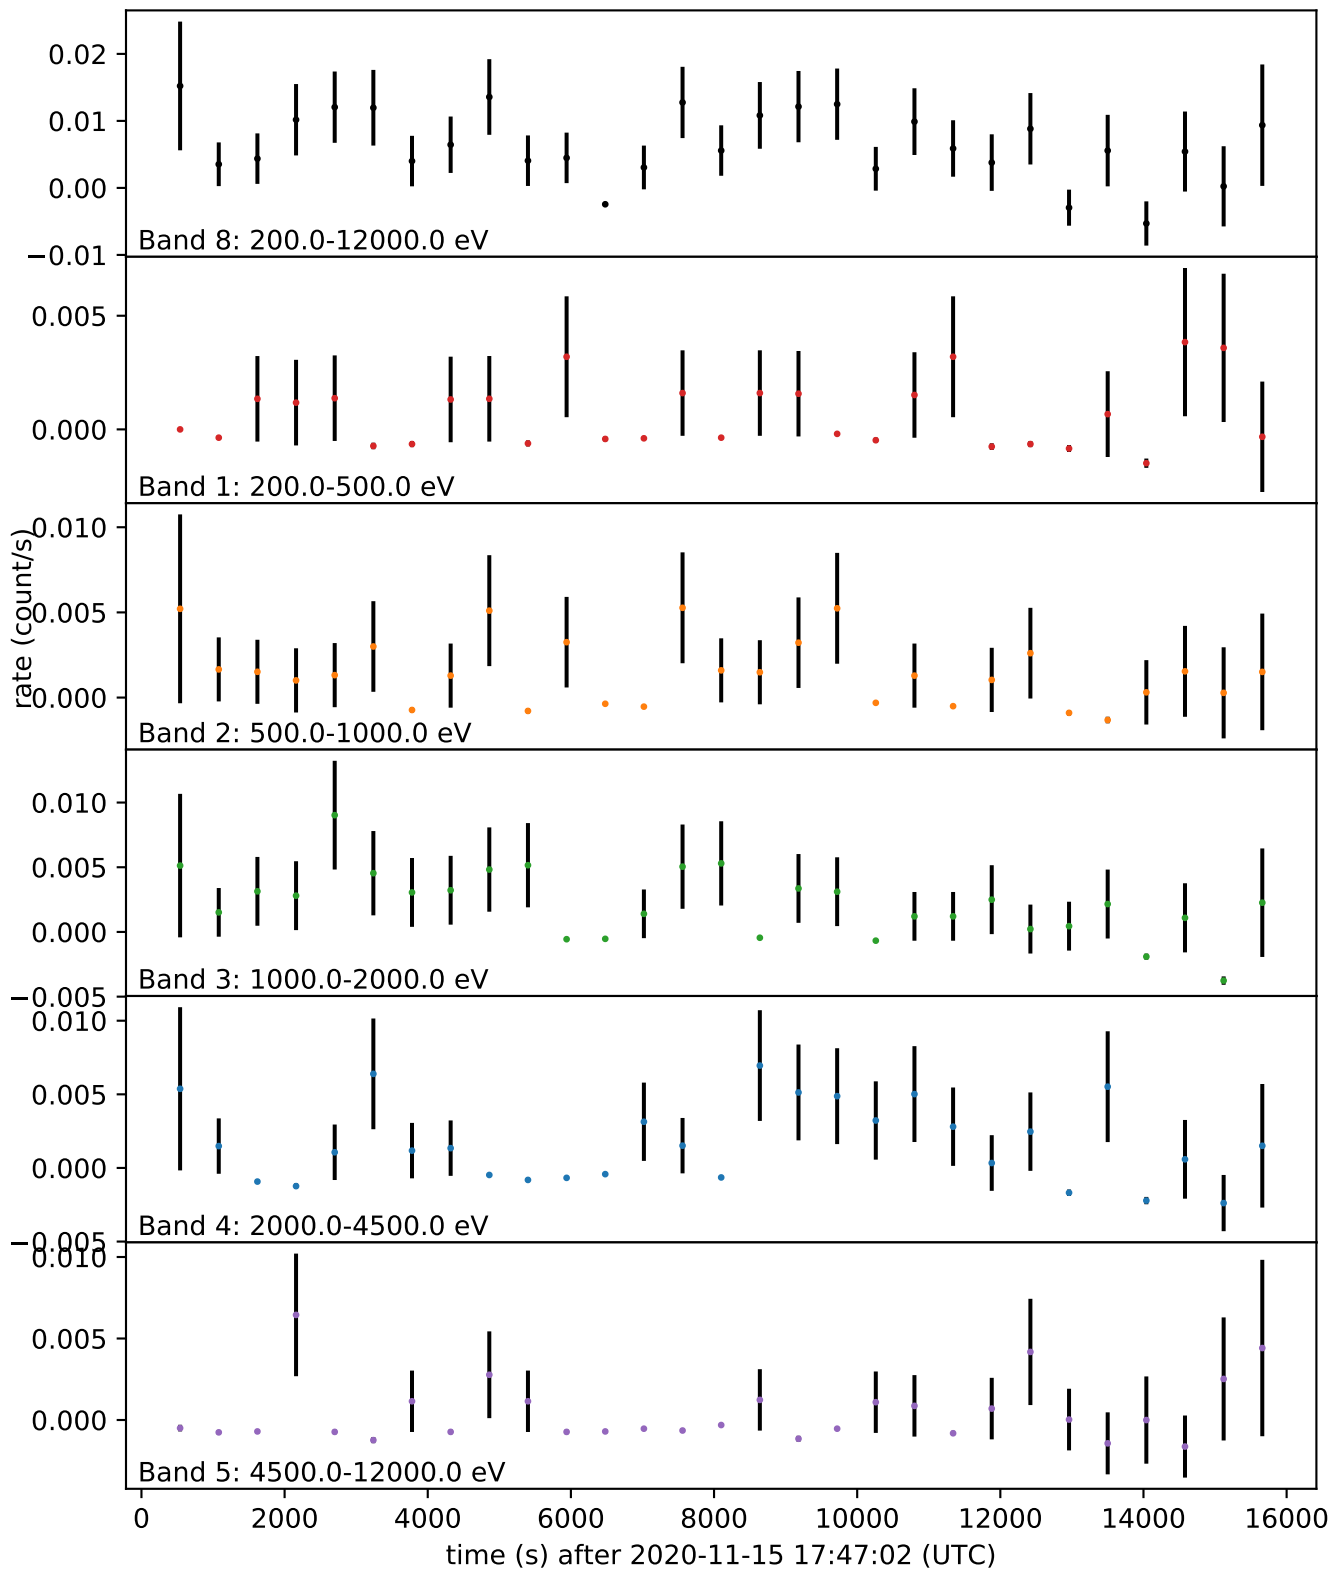 0.02
0.01
0.00
−0.01
Band 8: 200.0-12000.0 eV
0.005
0.000
Band 1: 200.0-500.0 eV
rate (count/s)
0.010
0.005
0.000
Band 2: 500.0-1000.0 eV
0.010
0.005
0.000
−0.005
Band 3: 1000.0-2000.0 eV
0.010
0.005
0.000
−0.005
Band 4: 2000.0-4500.0 eV
0.010
0.005
0.000
Band 5: 4500.0-12000.0 eV
0 2000 4000 6000 8000 10000 12000 14000 16000
time (s) after 2020-11-15 17:47:02 (UTC)